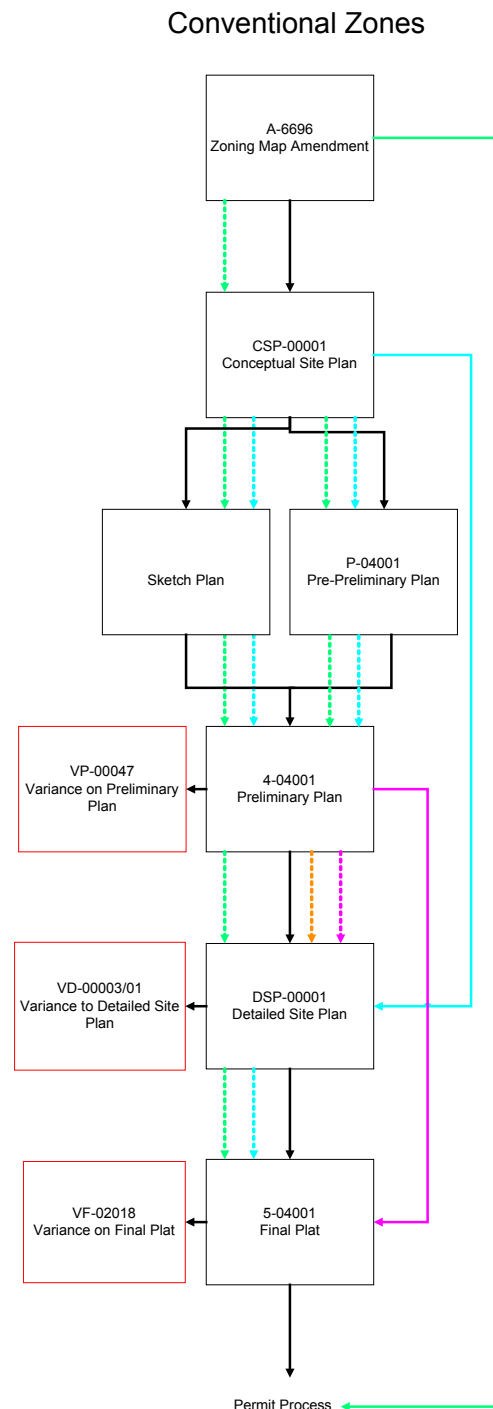 Conventional Zones
A-6696
Zoning Map Amendment
CSP-00001
Conceptual Site Plan
Sketch Plan
P-04001
Pre-Preliminary Plan
VP-00047
Variance on Preliminary
Plan
4-04001
Preliminary Plan
VD-00003/01
Variance to Detailed Site
Plan
DSP-00001
Detailed Site Plan
VF-02018
Variance on Final Plat
5-04001
Final Plat
Permit Process